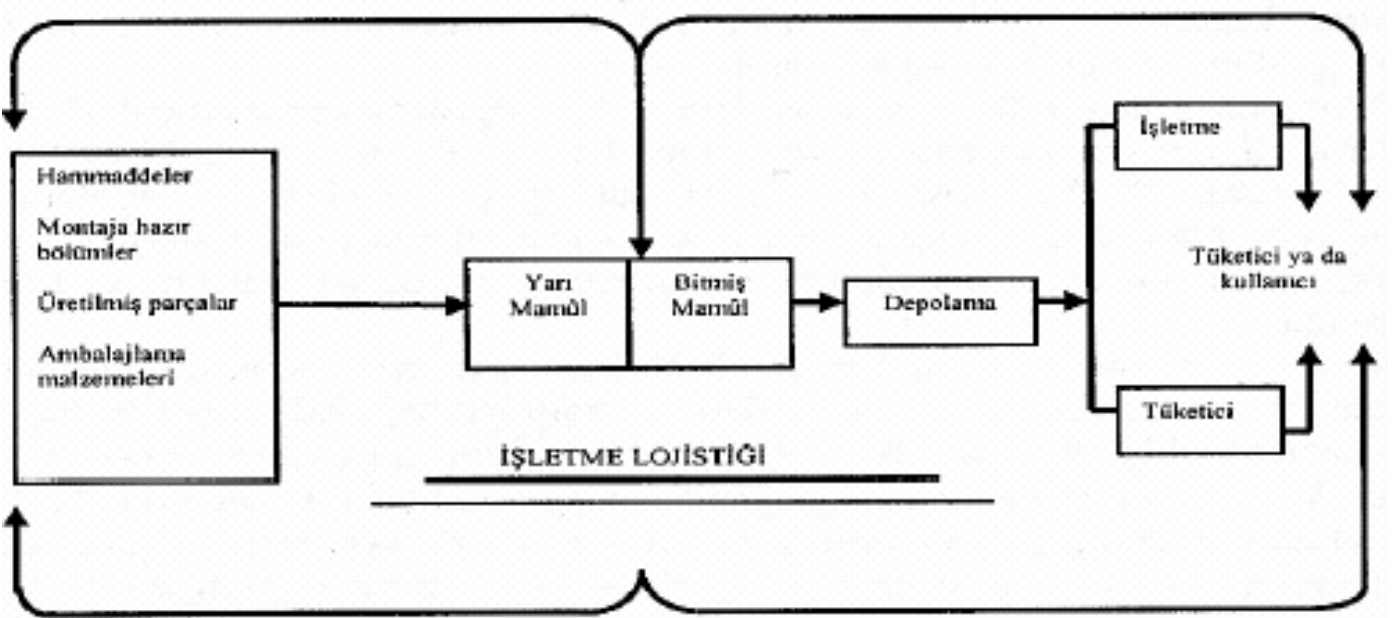 Hammaddeler
Montaja hazır
bölümler
Üretilmiş parçalar
Ambalajlama
malzemeleri
Yarı
Mamûl
Bitmiş
Mamûl
Depolama
İşletme
Tüketici ya da
kullanıcı
Tüketici
İŞLETME LOJİSTİĞİ